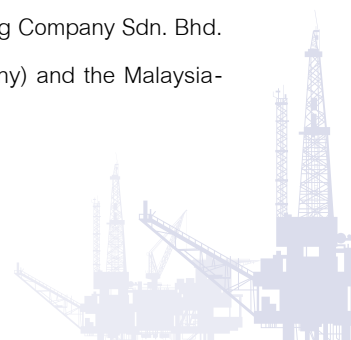 g Company Sdn. Bhd.
ny) and the Malaysia-